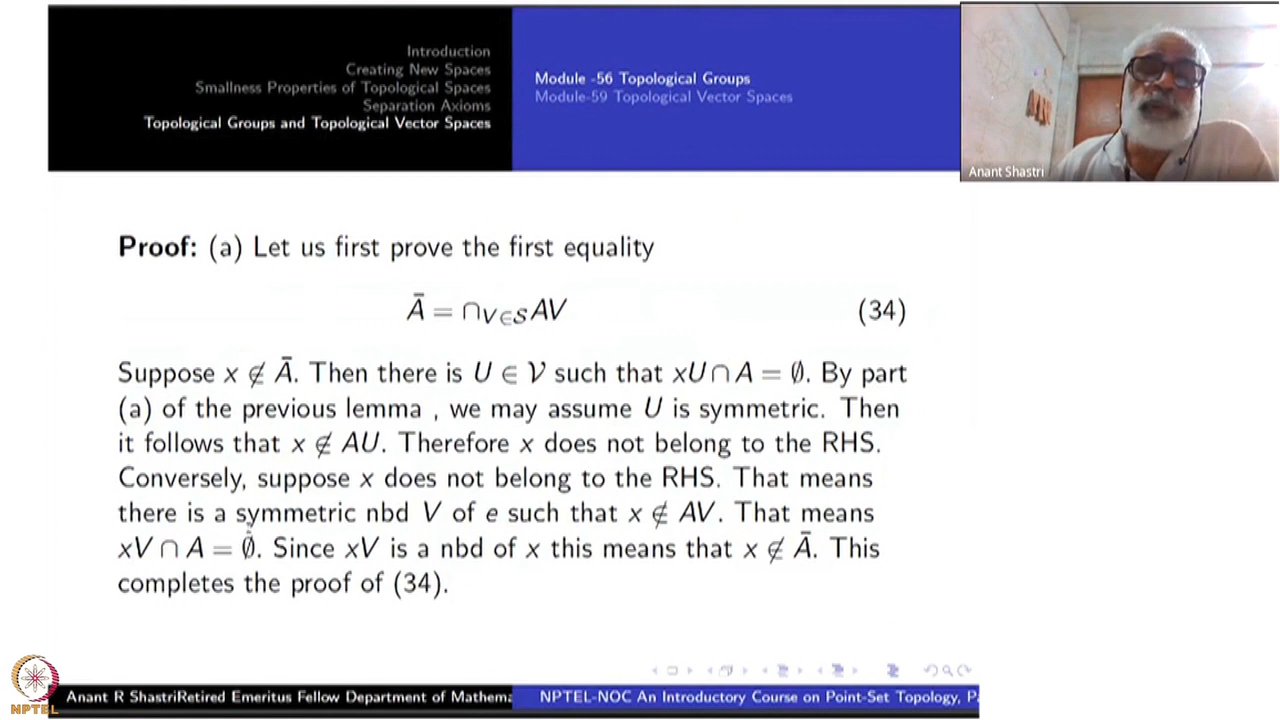 Introduction
Creating New Spaces
Smallness Properties of Topological Spaces
Separation Axioms
Topological Groups and Topological Vector Spaces
Module -56 Topological Groups
Module-59 Topological Vector Spaces
Anant Shastri
Proof: (a) Let us first prove the first equality
Ā = ∩_{V∈𝒮} AV (34)
Suppose x ∉ Ā. Then there is U ∈ 𝒱 such that xU ∩ A = ∅. By part
(a) of the previous lemma , we may assume U is symmetric. Then
it follows that x ∉ AU. Therefore x does not belong to the RHS.
Conversely, suppose x does not belong to the RHS. That means
there is a symmetric nbd V of e such that x ∉ AV. That means
xV ∩ A = ∅. Since xV is a nbd of x this means that x ∉ Ā. This
completes the proof of (34).
NPTEL
Anant R ShastriRetired Emeritus Fellow Department of Mathema
NPTEL-NOC An Introductory Course on Point-Set Topology, Pa